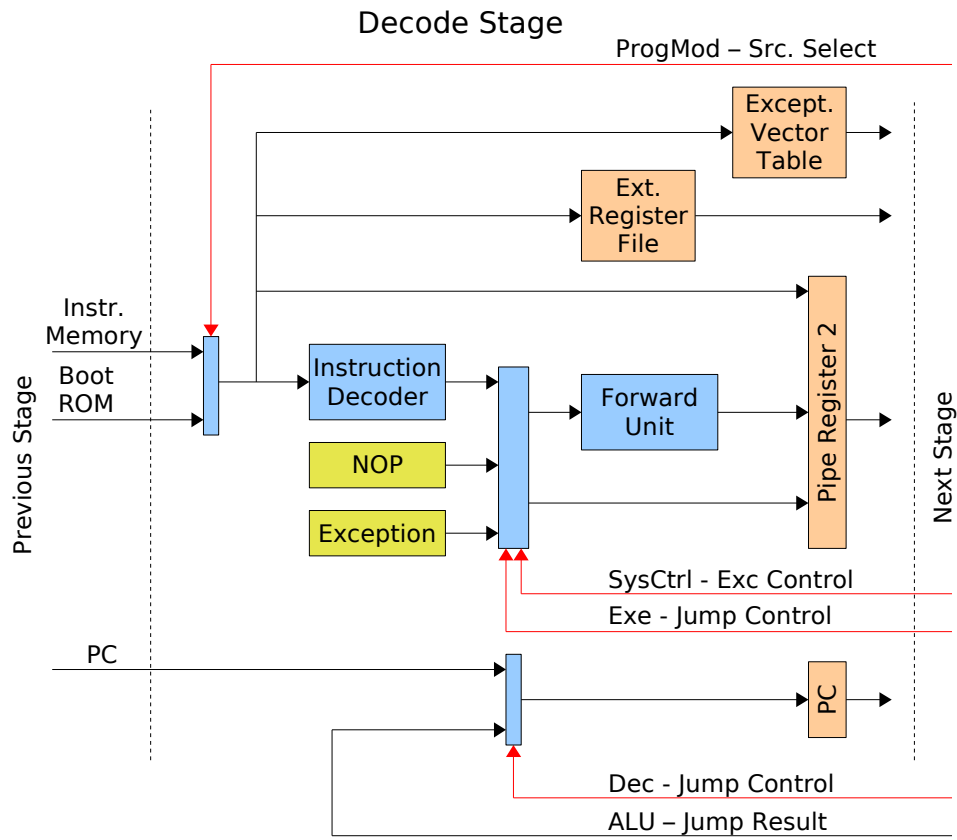 Decode Stage
ProgMod – Src. Select
Except.
Vector
Table
Ext.
Register
File
Instr.
Memory
Boot
ROM
Instruction
Decoder
Forward
Unit
NOP
Exception
Pipe Register 2
Previous Stage
Next Stage
SysCtrl - Exc Control
Exe - Jump Control
PC
PC
Dec - Jump Control
ALU – Jump Result